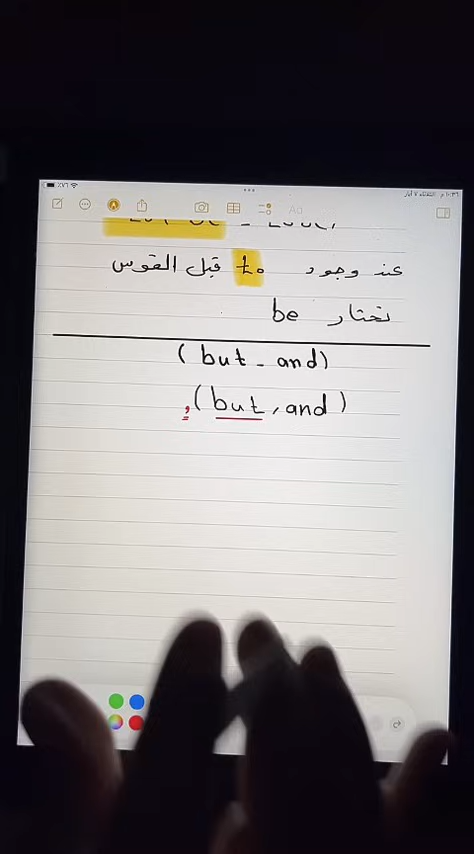 عند وجود to قبل القوس
نختار be
(but - and)
, (but , and)